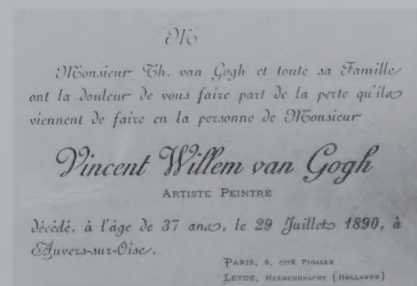 M
Monsieur Th. van Gogh et toute sa Famille
ont la douleur de vous faire part de la perte qu'ils
viennent de faire en la personne de Monsieur
Vincent Willem van Gogh
ARTISTE PEINTRE
décédé, à l'âge de 37 ans, le 29 Juillet 1890, à
Auvers-sur-Oise.
PARIS, 8, CITÉ PIGALLE
LEYDE, HEERENGRACHT (HOLLANDE)